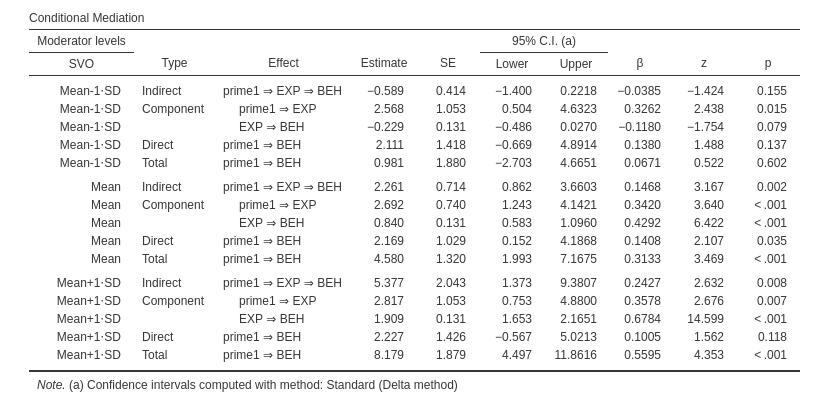 Conditional Mediation
Moderator levels 95% C.I. (a)
SVO Type Effect Estimate SE Lower Upper β z p
Mean-1·SD Indirect prime1 ⇒ EXP ⇒ BEH −0.589 0.414 −1.400 0.2218 −0.0385 −1.424 0.155
Mean-1·SD Component prime1 ⇒ EXP 2.568 1.053 0.504 4.6323 0.3262 2.438 0.015
Mean-1·SD EXP ⇒ BEH −0.229 0.131 −0.486 0.0270 −0.1180 −1.754 0.079
Mean-1·SD Direct prime1 ⇒ BEH 2.111 1.418 −0.669 4.8914 0.1380 1.488 0.137
Mean-1·SD Total prime1 ⇒ BEH 0.981 1.880 −2.703 4.6651 0.0671 0.522 0.602
Mean Indirect prime1 ⇒ EXP ⇒ BEH 2.261 0.714 0.862 3.6603 0.1468 3.167 0.002
Mean Component prime1 ⇒ EXP 2.692 0.740 1.243 4.1421 0.3420 3.640 < .001
Mean EXP ⇒ BEH 0.840 0.131 0.583 1.0960 0.4292 6.422 < .001
Mean Direct prime1 ⇒ BEH 2.169 1.029 0.152 4.1868 0.1408 2.107 0.035
Mean Total prime1 ⇒ BEH 4.580 1.320 1.993 7.1675 0.3133 3.469 < .001
Mean+1·SD Indirect prime1 ⇒ EXP ⇒ BEH 5.377 2.043 1.373 9.3807 0.2427 2.632 0.008
Mean+1·SD Component prime1 ⇒ EXP 2.817 1.053 0.753 4.8800 0.3578 2.676 0.007
Mean+1·SD EXP ⇒ BEH 1.909 0.131 1.653 2.1651 0.6784 14.599 < .001
Mean+1·SD Direct prime1 ⇒ BEH 2.227 1.426 −0.567 5.0213 0.1005 1.562 0.118
Mean+1·SD Total prime1 ⇒ BEH 8.179 1.879 4.497 11.8616 0.5595 4.353 < .001
Note. (a) Confidence intervals computed with method: Standard (Delta method)